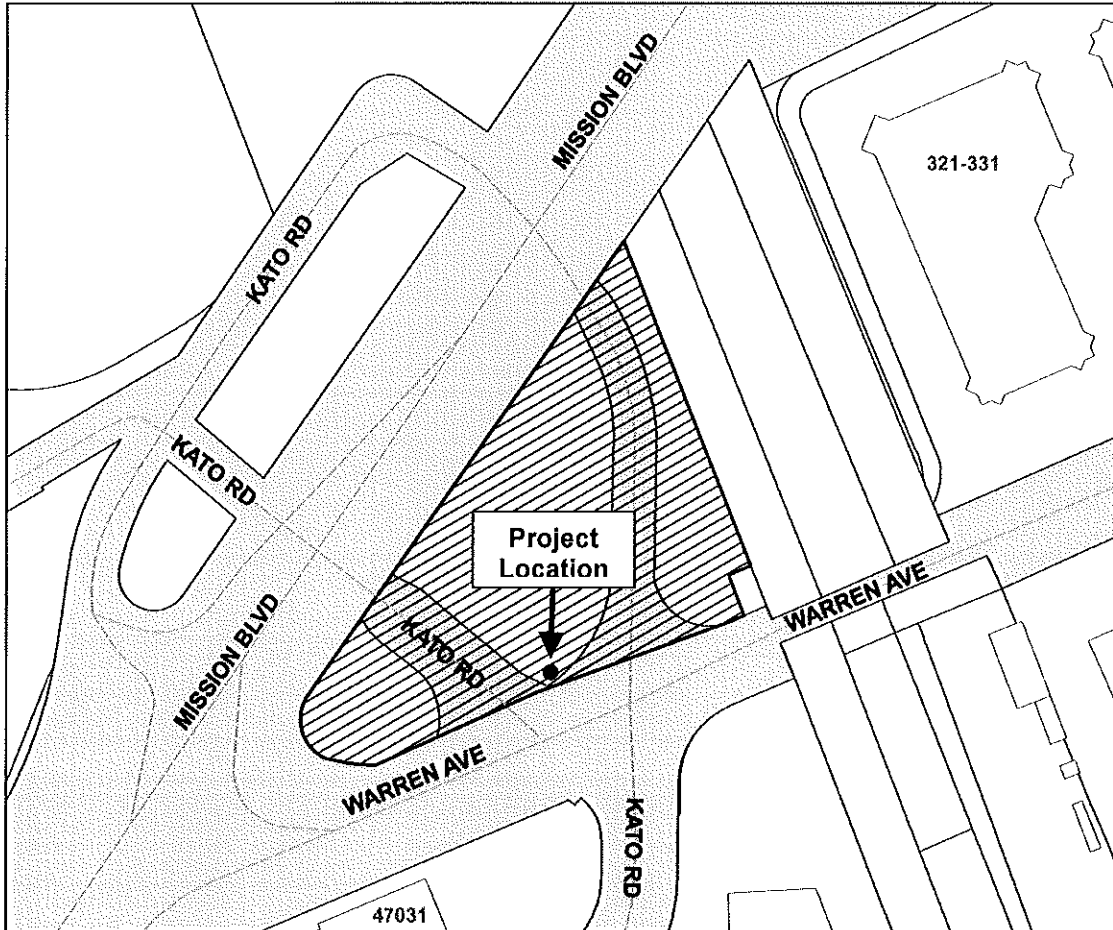 MISSION BLVD
321-331
KATO RD
KATO RD
Project
Location
WARREN AVE
KATO RD
MISSION BLVD
WARREN AVE
KATO RD
47031